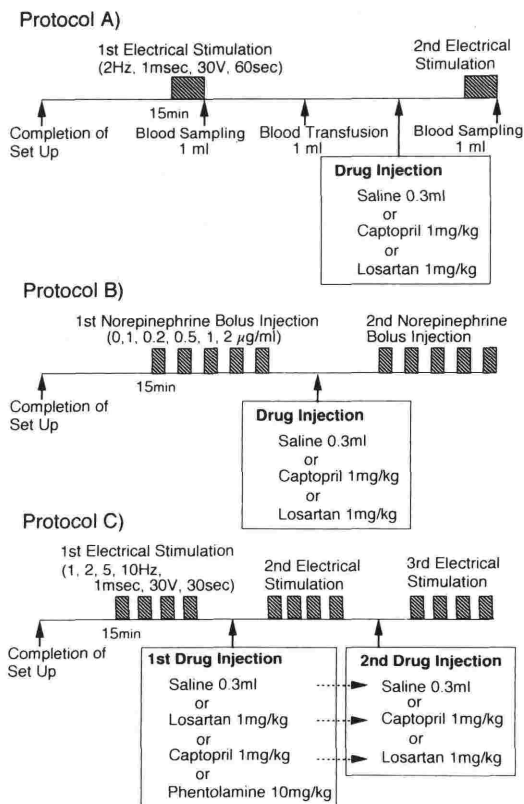 Protocol A)
1st Electrical Stimulation
(2Hz, 1msec, 30V, 60sec)
2nd Electrical
Stimulation
15min
Completion of
Set Up
Blood Sampling
1 ml
Blood Transfusion
1 ml
Blood Sampling
1 ml
Drug Injection
Saline 0.3ml
or
Captopril 1mg/kg
or
Losartan 1mg/kg
Protocol B)
1st Norepinephrine Bolus Injection
(0,1, 0.2, 0.5, 1, 2 μg/ml)
2nd Norepinephrine
Bolus Injection
15min
Completion of
Set Up
Drug Injection
Saline 0.3ml
or
Captopril 1mg/kg
or
Losartan 1mg/kg
Protocol C)
1st Electrical Stimulation
(1, 2, 5, 10Hz,
1msec, 30V, 30sec)
2nd Electrical
Stimulation
3rd Electrical
Stimulation
15min
Completion of
Set Up
1st Drug Injection
Saline 0.3ml
or
Losartan 1mg/kg
or
Captopril 1mg/kg
or
Phentolamine 10mg/kg
2nd Drug Injection
Saline 0.3ml
or
Captopril 1mg/kg
or
Losartan 1mg/kg